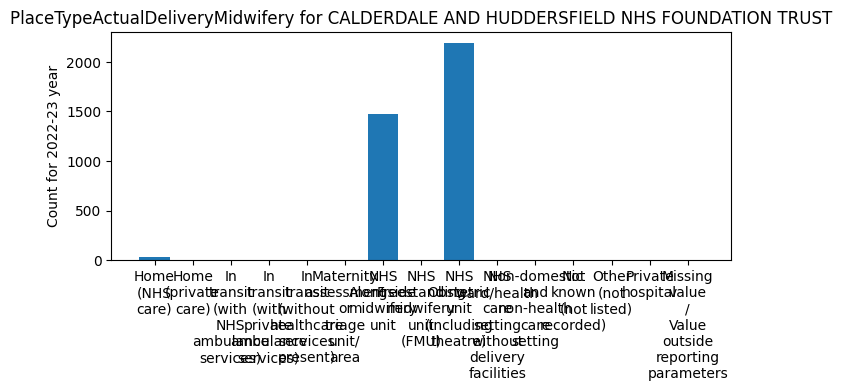 PlaceTypeActualDeliveryMidwifery for CALDERDALE AND HUDDERSFIELD NHS FOUNDATION TRUST
Count for 2022-23 year
2000
1500
1000
500
0
Home
(NHS
care)
Home
(private
care)
In
transit
(with
NHS
ambulance
services)
In
transit
(with
private
ambulance
services)
In
transit
(without
healthcare
services
present)
Maternity
assessment
or
triage
unit/
area
NHS
Alongside
midwifery
unit
NHS
Freestanding
midwifery
unit
(FMU)
NHS
Obstetric
unit
(including
theatre)
NHS
ward/health
care
setting
without
delivery
facilities
Non-domestic
and
non-health
care
setting
Not
known
(not
recorded)
Other
(not
listed)
Private
hospital
Missing
value
/
Value
outside
reporting
parameters